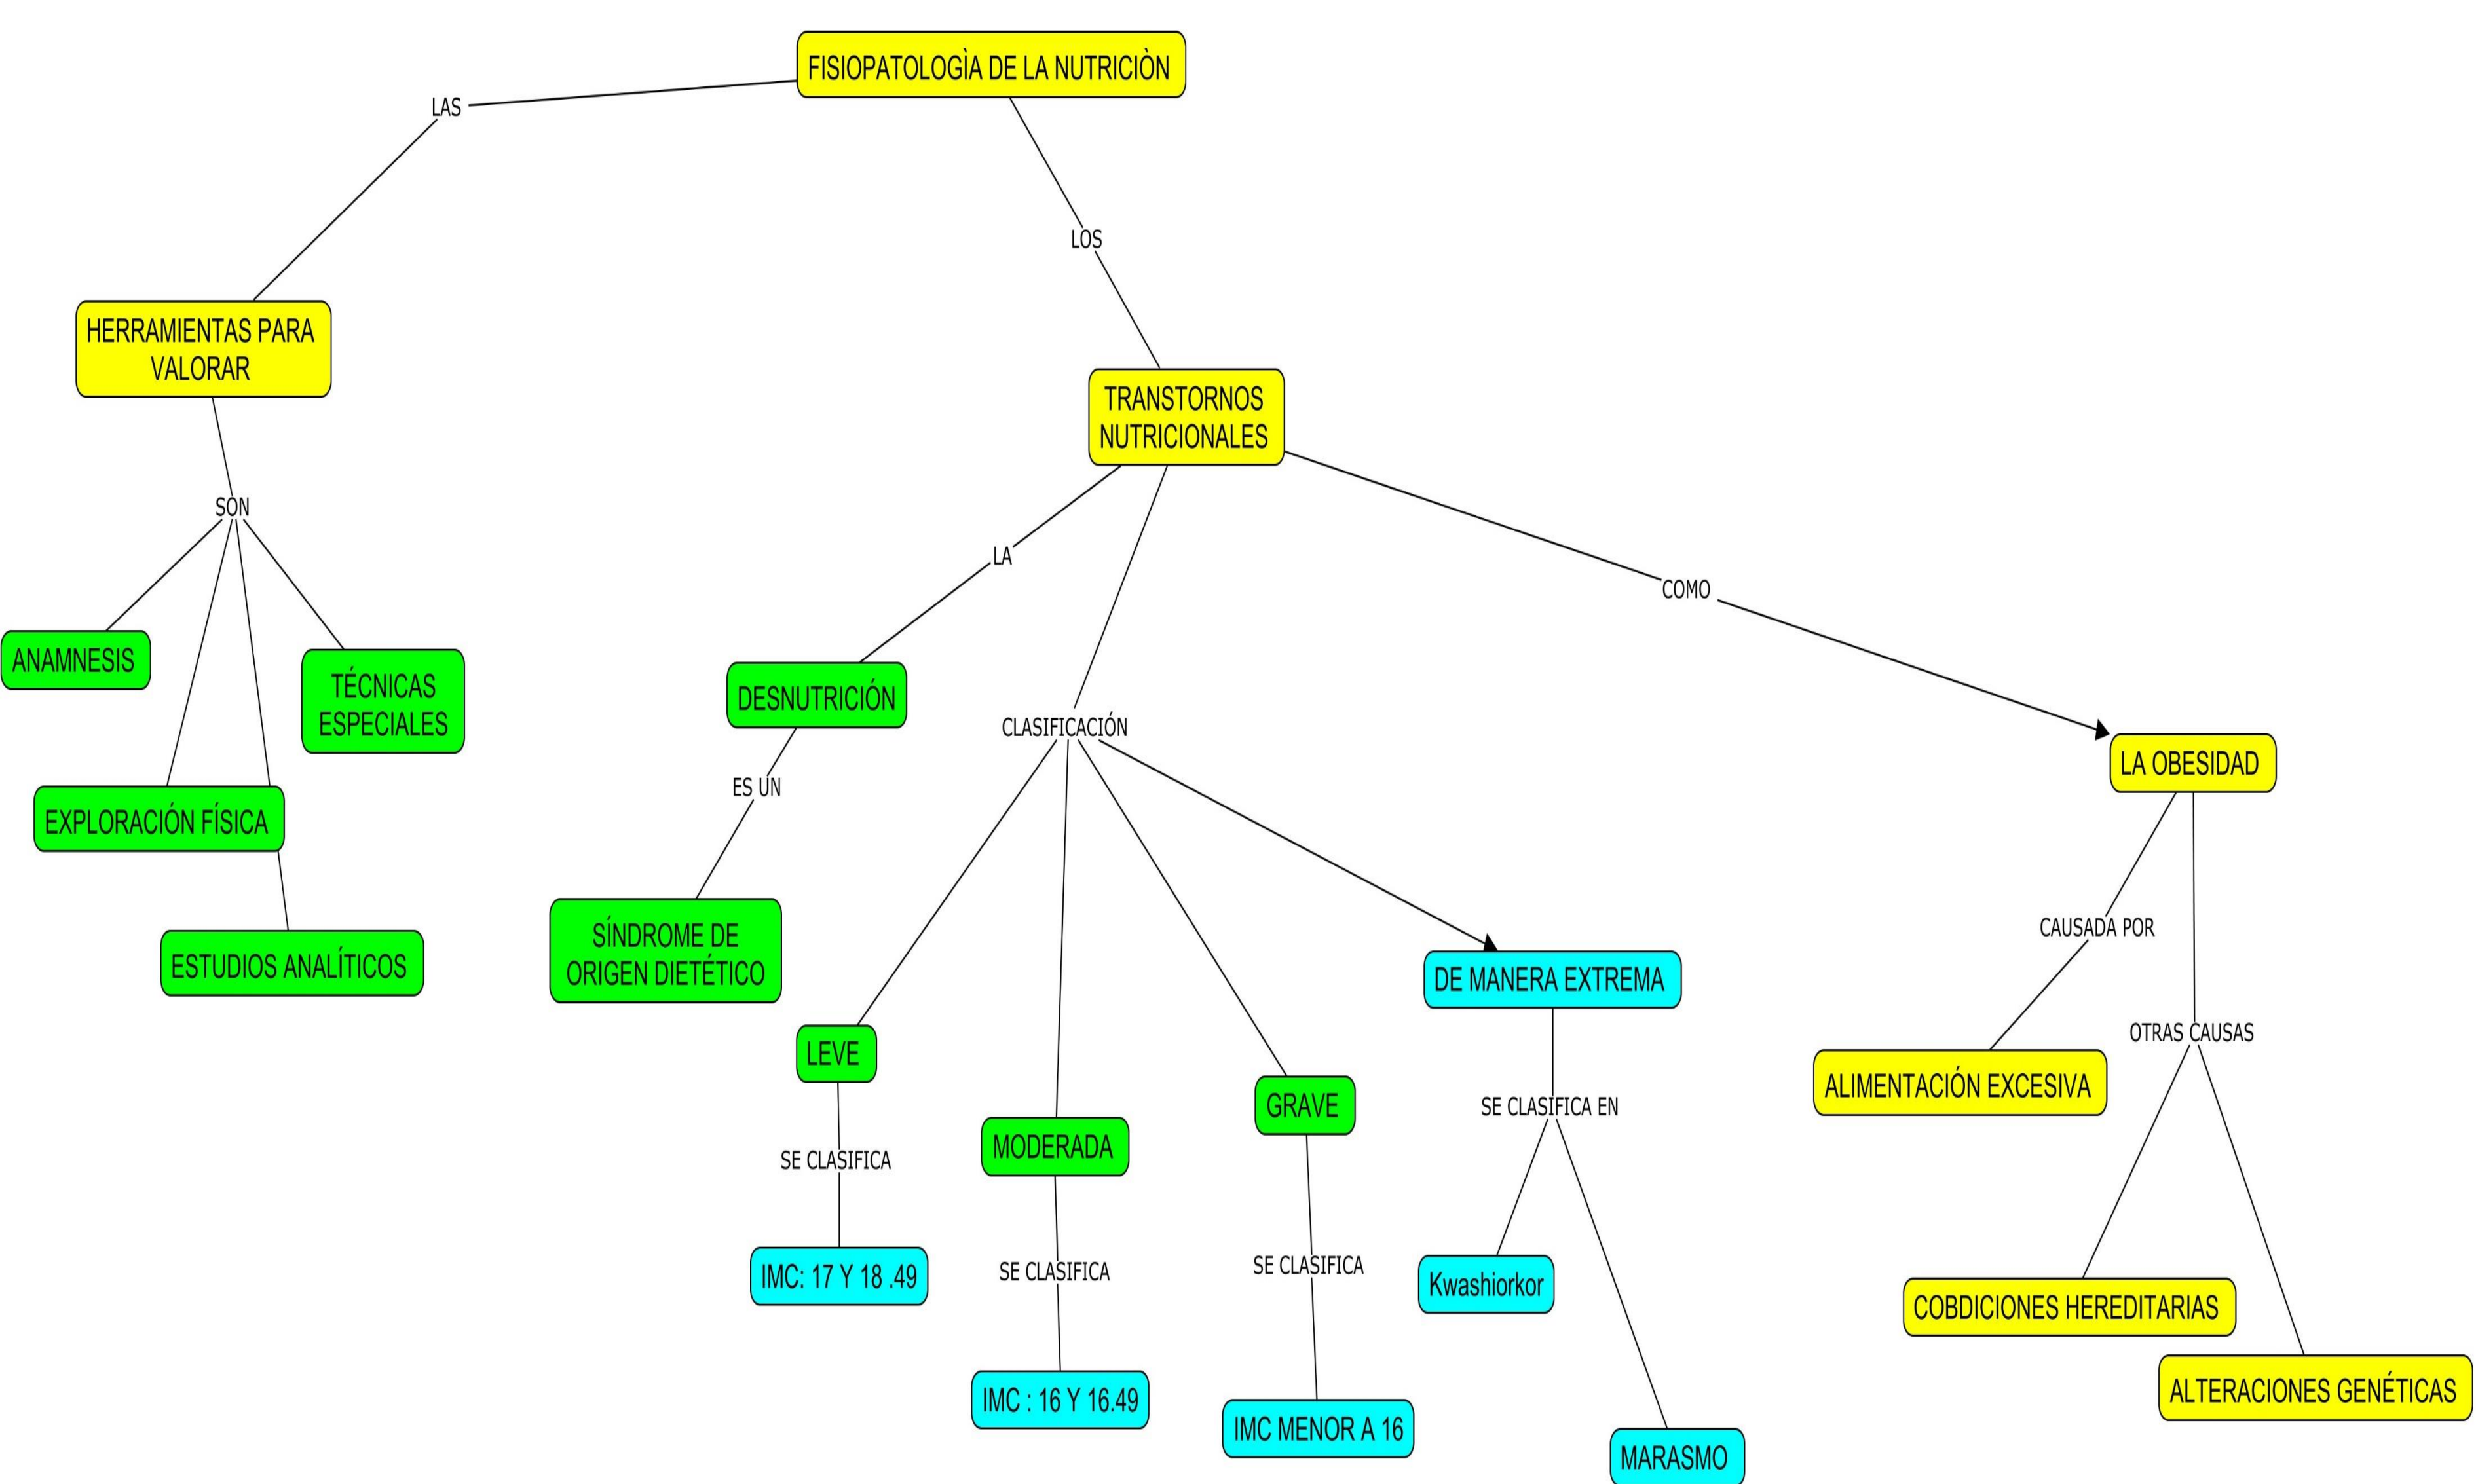 FISIOPATOLOGÌA DE LA NUTRICIÒN
LAS
LOS
HERRAMIENTAS PARA
VALORAR
TRANSTORNOS
NUTRICIONALES
SON
LA
COMO
ANAMNESIS
TÉCNICAS
ESPECIALES
DESNUTRICIÓN
CLASIFICACIÓN
LA OBESIDAD
ES UN
EXPLORACIÓN FÍSICA
SÍNDROME DE
ORIGEN DIETÉTICO
CAUSADA POR
ESTUDIOS ANALÍTICOS
DE MANERA EXTREMA
OTRAS CAUSAS
LEVE
ALIMENTACIÓN EXCESIVA
GRAVE
SE CLASIFICA EN
MODERADA
SE CLASIFICA
SE CLASIFICA
SE CLASIFICA
IMC: 17 Y 18 .49
Kwashiorkor
COBDICIONES HEREDITARIAS
ALTERACIONES GENÉTICAS
IMC : 16 Y 16.49
IMC MENOR A 16
MARASMO